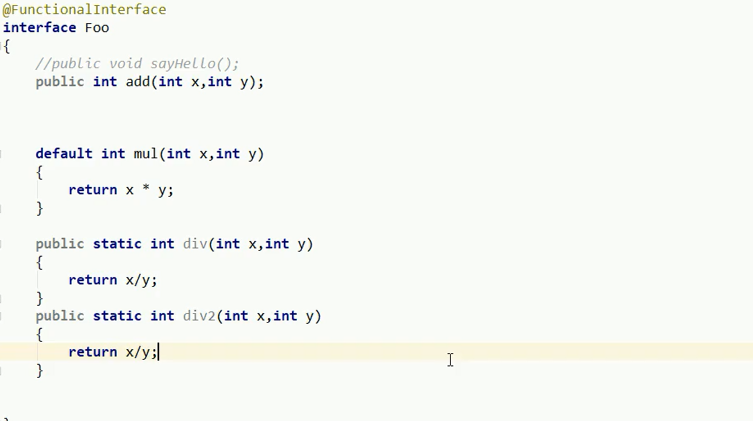 @FunctionalInterface
interface Foo
{
//public void sayHello();
public int add(int x,int y);
default int mul(int x,int y)
{
return x * y;
}
public static int div(int x,int y)
{
return x/y;
}
public static int div2(int x,int y)
{
return x/y;
}
}